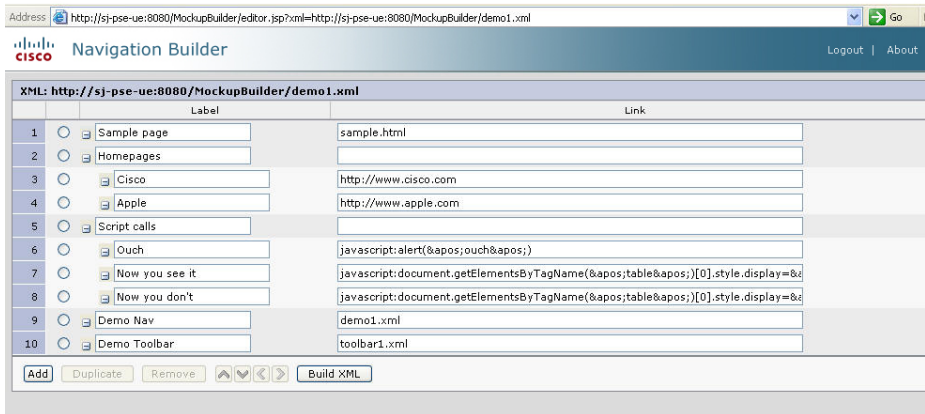 Address http://sj-pse-ue:8080/MockupBuilder/editor.jsp?xml=http://sj-pse-ue:8080/MockupBuilder/demo1.xml Go
CISCO Navigation Builder Logout | About
XML: http://sj-pse-ue:8080/MockupBuilder/demo1.xml
Label Link
1 Sample page sample.html
2 Homepages
3 Cisco http://www.cisco.com
4 Apple http://www.apple.com
5 Script calls
6 Ouch javascript:alert(&apos;ouch&apos;)
7 Now you see it javascript:document.getElementsByTagName(&apos;table&apos;)[0].style.display=&a
8 Now you don't javascript:document.getElementsByTagName(&apos;table&apos;)[0].style.display=&a
9 Demo Nav demo1.xml
10 Demo Toolbar toolbar1.xml
Add Duplicate Remove Build XML